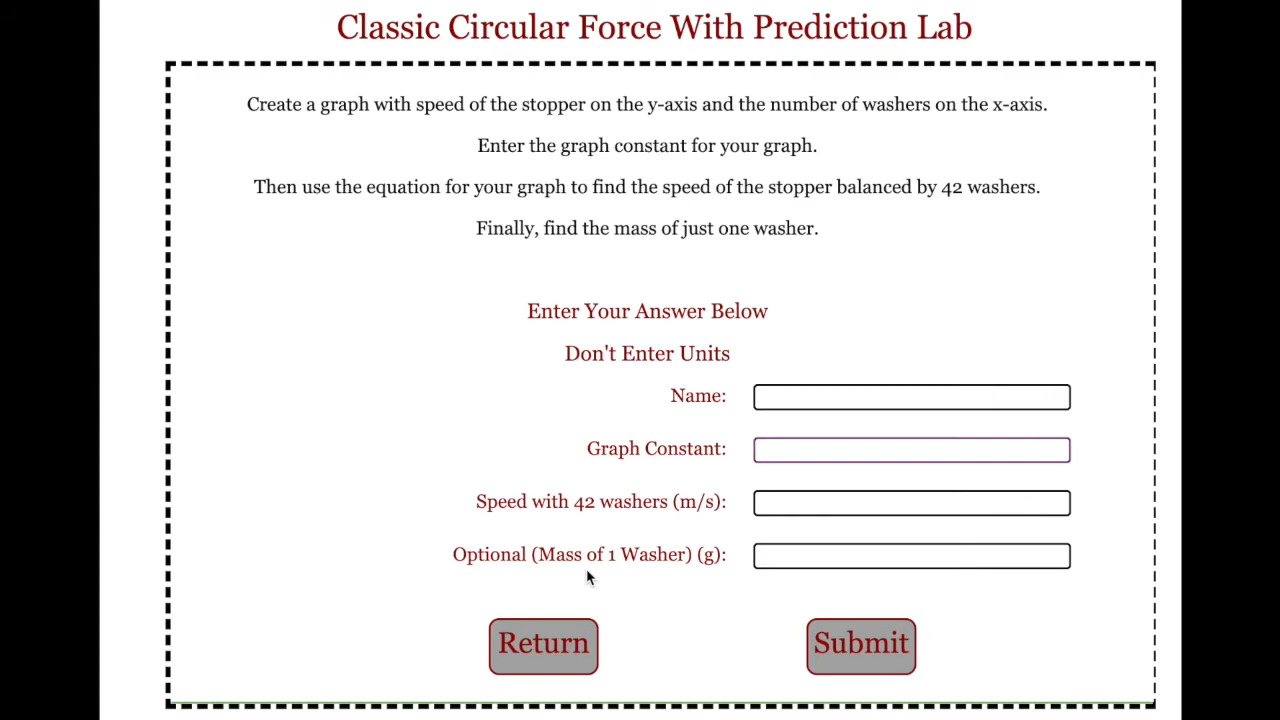 Classic Circular Force With Prediction Lab
Create a graph with speed of the stopper on the y-axis and the number of washers on the x-axis.
Enter the graph constant for your graph.
Then use the equation for your graph to find the speed of the stopper balanced by 42 washers.
Finally, find the mass of just one washer.
Enter Your Answer Below
Don't Enter Units
Name:
Graph Constant:
Speed with 42 washers (m/s):
Optional (Mass of 1 Washer) (g):
Return
Submit